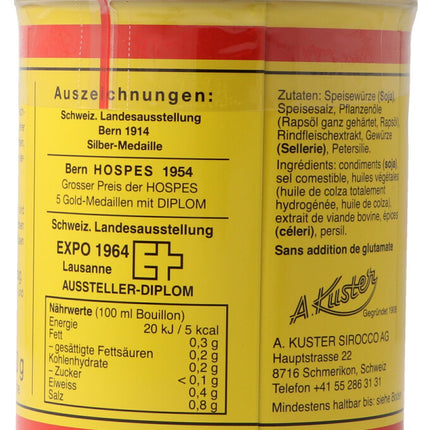 Auszeichnungen:
Schweiz. Landesausstellung
Bern 1914
Silber-Medaille
Bern HOSPES 1954
Grosser Preis der HOSPES
5 Gold-Medaillen mit DIPLOM
Schweiz. Landesausstellung
EXPO 1964
Lausanne
AUSSTELLER-DIPLOM
Nährwerte (100 ml Bouillon)
Energie 20 kJ / 5 kcal
Fett 0,3 g
– gesättigte Fettsäuren 0,2 g
Kohlenhydrate 0,2 g
– Zucker < 0,1 g
Eiweiss 0,4 g
Salz 0,8 g
Zutaten: Speisewürze (Soja),
Speisesalz, Pflanzenöle
(Rapsöl ganz gehärtet, Rapsöl),
Rindfleischextrakt, Gewürze
(Sellerie), Petersilie.
Ingrédients: condiments (soja),
sel comestible, huiles végétales
(huile de colza totalement
hydrogénée, huile de colza),
extrait de viande bovine, épices
(céleri), persil.
Sans addition de glutamate
A. Kuster
Gegründet
A. KUSTER SIROCCO AG
Hauptstrasse 22
8716 Schmerikon, Schweiz
Telefon +41 55 286 31 31
Mindestens haltbar bis: siehe